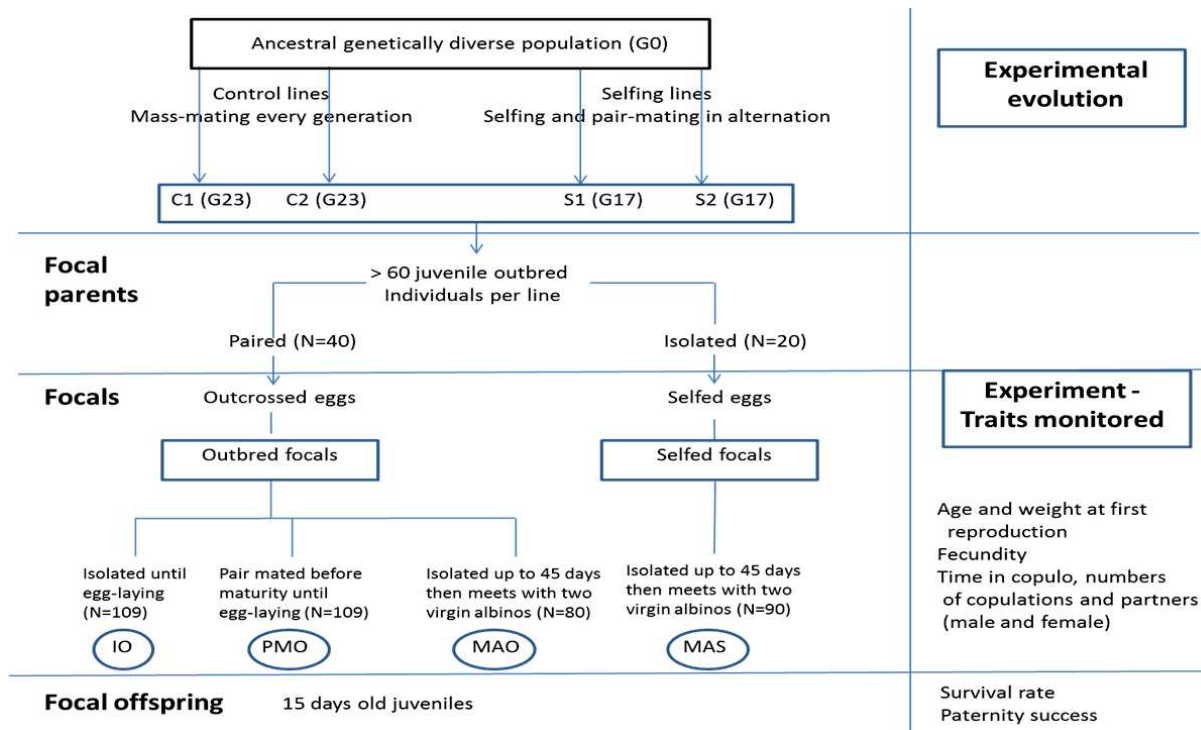 Ancestral genetically diverse population (G0)
Control lines
Mass-mating every generation
Selfing lines
Selfing and pair-mating in alternation
Experimental
evolution
C1 (G23)
C2 (G23)
S1 (G17)
S2 (G17)
Focal
parents
> 60 juvenile outbred
Individuals per line
Paired (N=40)
Isolated (N=20)
Focals
Outcrossed eggs
Selfed eggs
Experiment -
Traits monitored
Outbred focals
Selfed focals
Isolated until
egg-laying
(N=109)
IO
Pair mated before
maturity until
egg-laying (N=109)
PMO
Isolated up to 45 days
then meets with two
virgin albinos (N=80)
MAO
Isolated up to 45 days
then meets with two
virgin albinos (N=90)
MAS
Age and weight at first
reproduction
Fecundity
Time in copulo, numbers
of copulations and partners
(male and female)
Focal offspring
15 days old juveniles
Survival rate
Paternity success